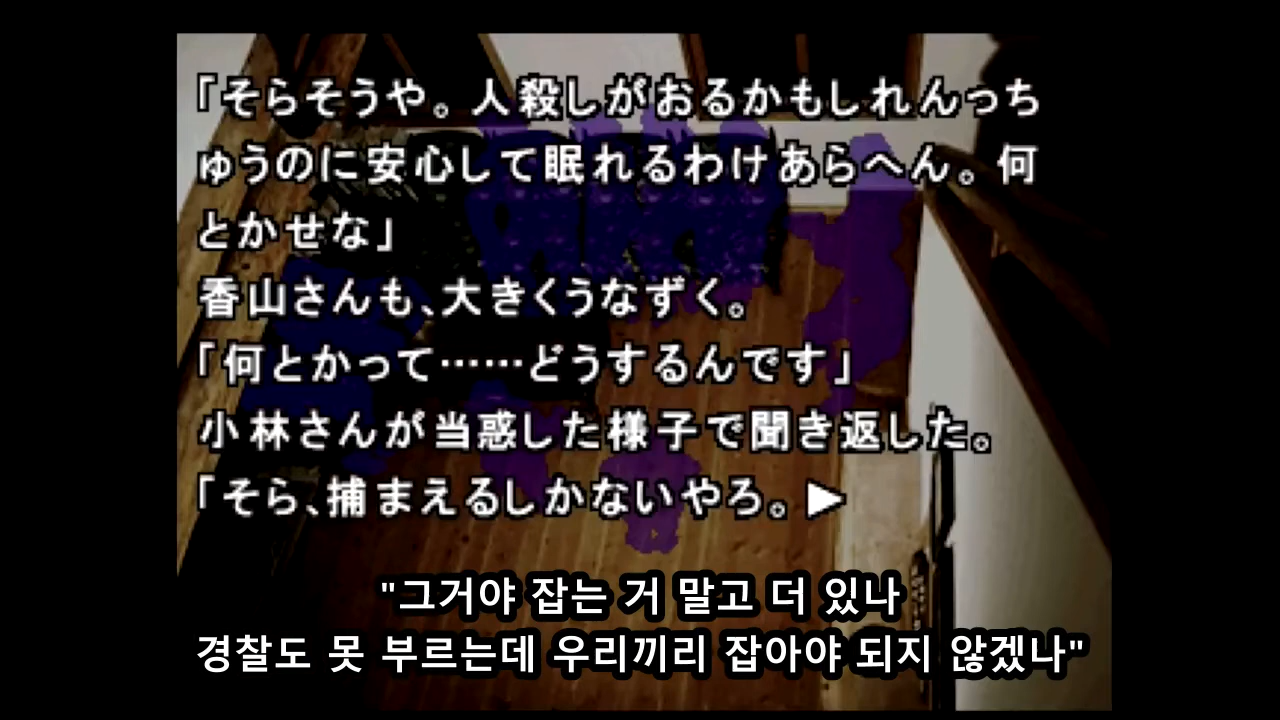 「そらそうや。人殺しがおるかもしれんっち
ゅうのに安心して眠れるわけあらへん。何
とかせな」
香山さんも、大きくうなずく。
「何とかって……どうするんです」
小林さんが当惑した様子で聞き返した。
「そら、捕まえるしかないやろ。▶
"그거야 잡는 거 말고 더 있나
경찰도 못 부르는데 우리끼리 잡아야 되지 않겠나"